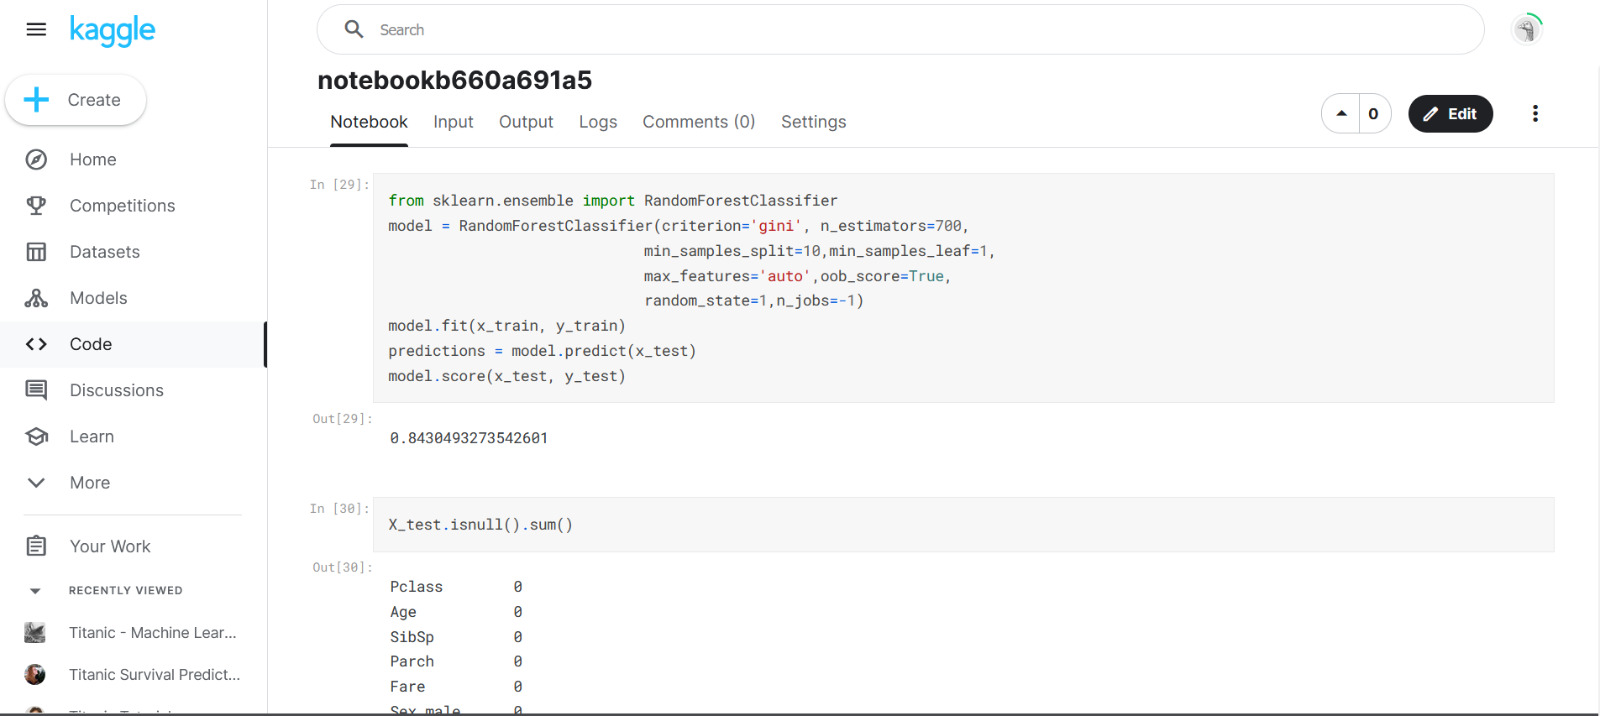 kaggle
Search
notebookb660a691a5
Create
Notebook Input Output Logs Comments (0) Settings
0
Edit
Home
Competitions
Datasets
Models
Code
Discussions
Learn
More
Your Work
RECENTLY VIEWED
Titanic - Machine Lear...
Titanic Survival Predict...
In [29]:
from sklearn.ensemble import RandomForestClassifier
model = RandomForestClassifier(criterion='gini', n_estimators=700,
min_samples_split=10,min_samples_leaf=1,
max_features='auto',oob_score=True,
random_state=1,n_jobs=-1)
model.fit(x_train, y_train)
predictions = model.predict(x_test)
model.score(x_test, y_test)
Out[29]:
0.8430493273542601
In [30]:
X_test.isnull().sum()
Out[30]:
Pclass 0
Age 0
SibSp 0
Parch 0
Fare 0
Sex_male 0